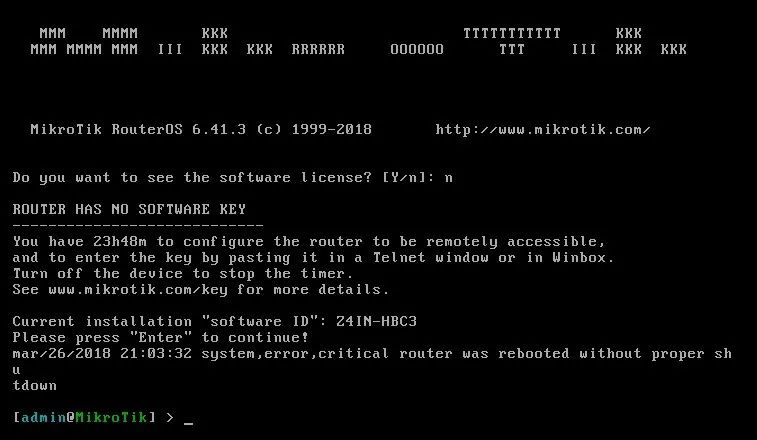 MMM MMMM KKK TTTTTTTTTTT KKK
MMM MMMM MMM III KKK KKK RRRRRR OOOOOO TTT III KKK KKK
MikroTik RouterOS 6.41.3 (c) 1999-2018 http://www.mikrotik.com/
Do you want to see the software license? [Y/n]: n
ROUTER HAS NO SOFTWARE KEY
----------------------------
You have 23h48m to configure the router to be remotely accessible,
and to enter the key by pasting it in a Telnet window or in Winbox.
Turn off the device to stop the timer.
See www.mikrotik.com/key for more details.
Current installation "software ID": Z4IN-HBC3
Please press "Enter" to continue!
mar/26/2018 21:03:32 system,error,critical router was rebooted without proper sh
u
tdown
[admin@MikroTik] > _